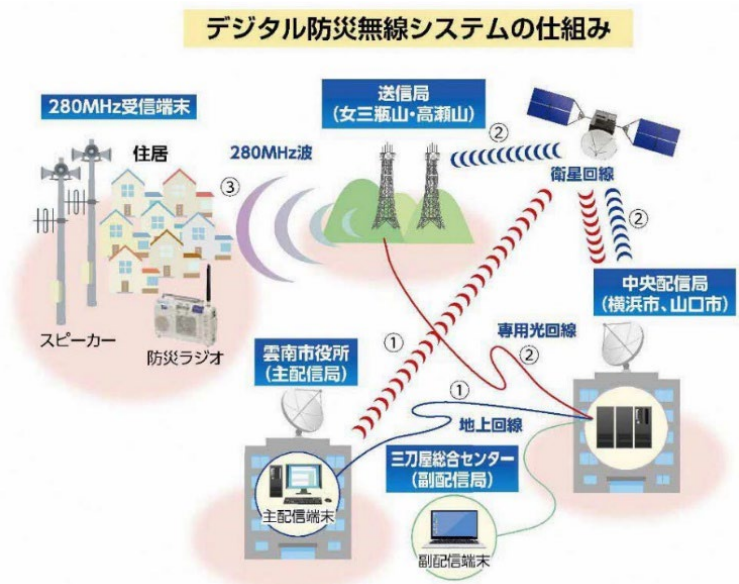 デジタル防災無線システムの仕組み
280MHz受信端末
住居
スピーカー
防災ラジオ
280MHz波
③
送信局
(女三瓶山・高瀬山)
②
衛星回線
②
中央配信局
(横浜市、山口市)
専用光回線
②
①
雲南市役所
(主配信局)
①
地上回線
主配信端末
三刀屋総合センター
(副配信局)
副配信端末